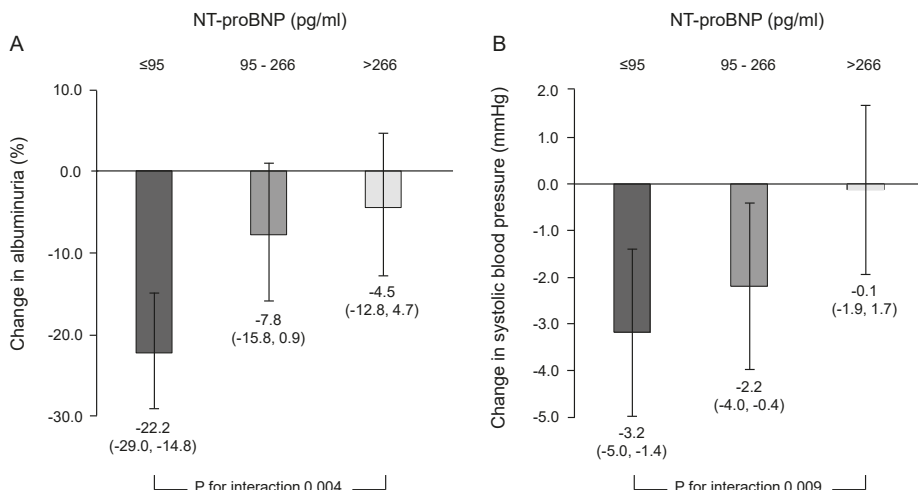 NT-proBNP (pg/ml)
A
≤95 95 - 266 >266
Change in albuminuria (%)
10.0
0.0
-10.0
-20.0
-30.0
-22.2
(-29.0, -14.8)
-7.8
(-15.8, 0.9)
-4.5
(-12.8, 4.7)
P for interaction 0.004
NT-proBNP (pg/ml)
B
≤95 95 - 266 >266
Change in systolic blood pressure (mmHg)
2.0
1.0
0.0
-1.0
-2.0
-3.0
-4.0
-5.0
-3.2
(-5.0, -1.4)
-2.2
(-4.0, -0.4)
-0.1
(-1.9, 1.7)
P for interaction 0.009